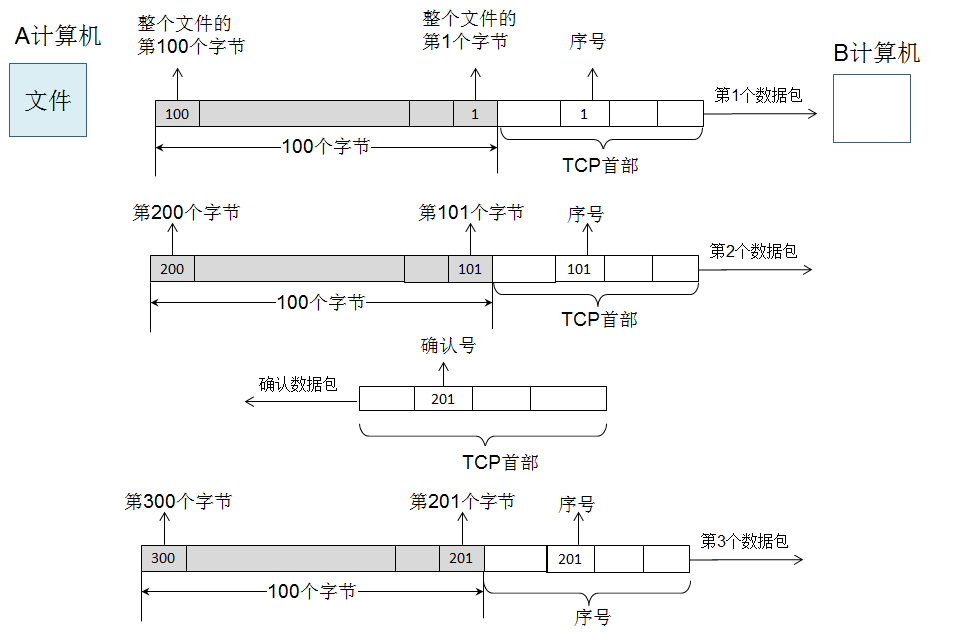 A计算机
文件
整个文件的
第100个字节
整个文件的
第1个字节
序号
B计算机
100
1
1
第1个数据包
100个字节
TCP首部
第200个字节
第101个字节
序号
200
101
101
第2个数据包
100个字节
TCP首部
确认号
确认数据包
201
TCP首部
第300个字节
第201个字节
序号
300
201
201
第3个数据包
100个字节
序号